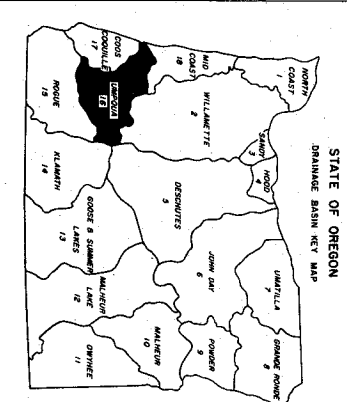 STATE OF OREGON
DRAINAGE BASIN KEY MAP
NORTH
COAST
1
WILLAMETTE
2
SANDY
3
HOOD
4
DESCHUTES
5
JOHN DAY
6
UMATILLA
7
GRANDE RONDE
8
POWDER
9
MALHEUR
10
OWYHEE
11
MALHEUR
LAKE
12
GOOSE & SUMMER
LAKES
13
KLAMATH
14
ROGUE
15
UMPQUA
16
COOS
COQUILLE
17
MID
COAST
18